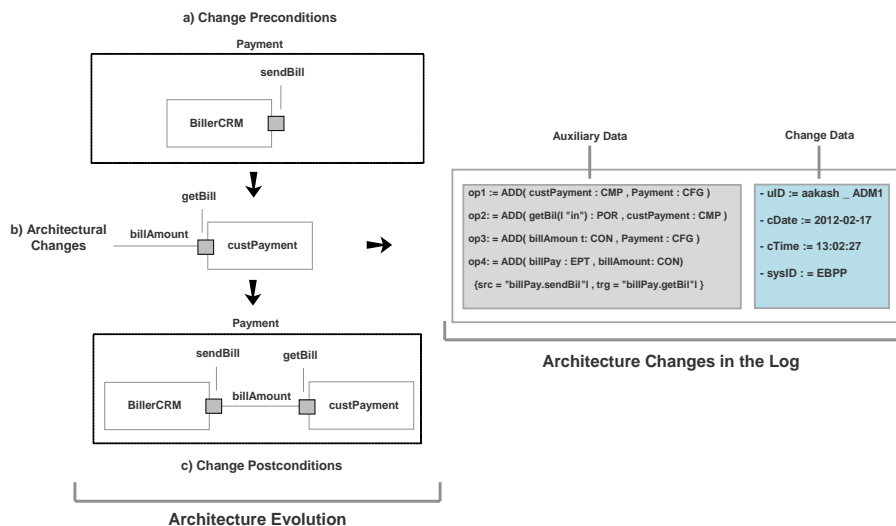 a) Change Preconditions
Payment
sendBill
BillerCRM
getBill
b) Architectural
Changes
billAmount
custPayment
Payment
sendBill
getBill
billAmount
BillerCRM
custPayment
c) Change Postconditions
Architecture Evolution
Auxiliary Data
Change Data
op1 := ADD( custPayment : CMP , Payment : CFG )
op2: = ADD( getBil(l "in") : POR , custPayment : CMP )
op3: = ADD( billAmoun t: CON , Payment : CFG )
op4: = ADD( billPay : EPT , billAmount: CON)
{src = "billPay.sendBil"l , trg = "billPay.getBil"l }
- uID := aakash _ ADM1
- cDate := 2012-02-17
- cTime := 13:02:27
- sysID : = EBPP
Architecture Changes in the Log